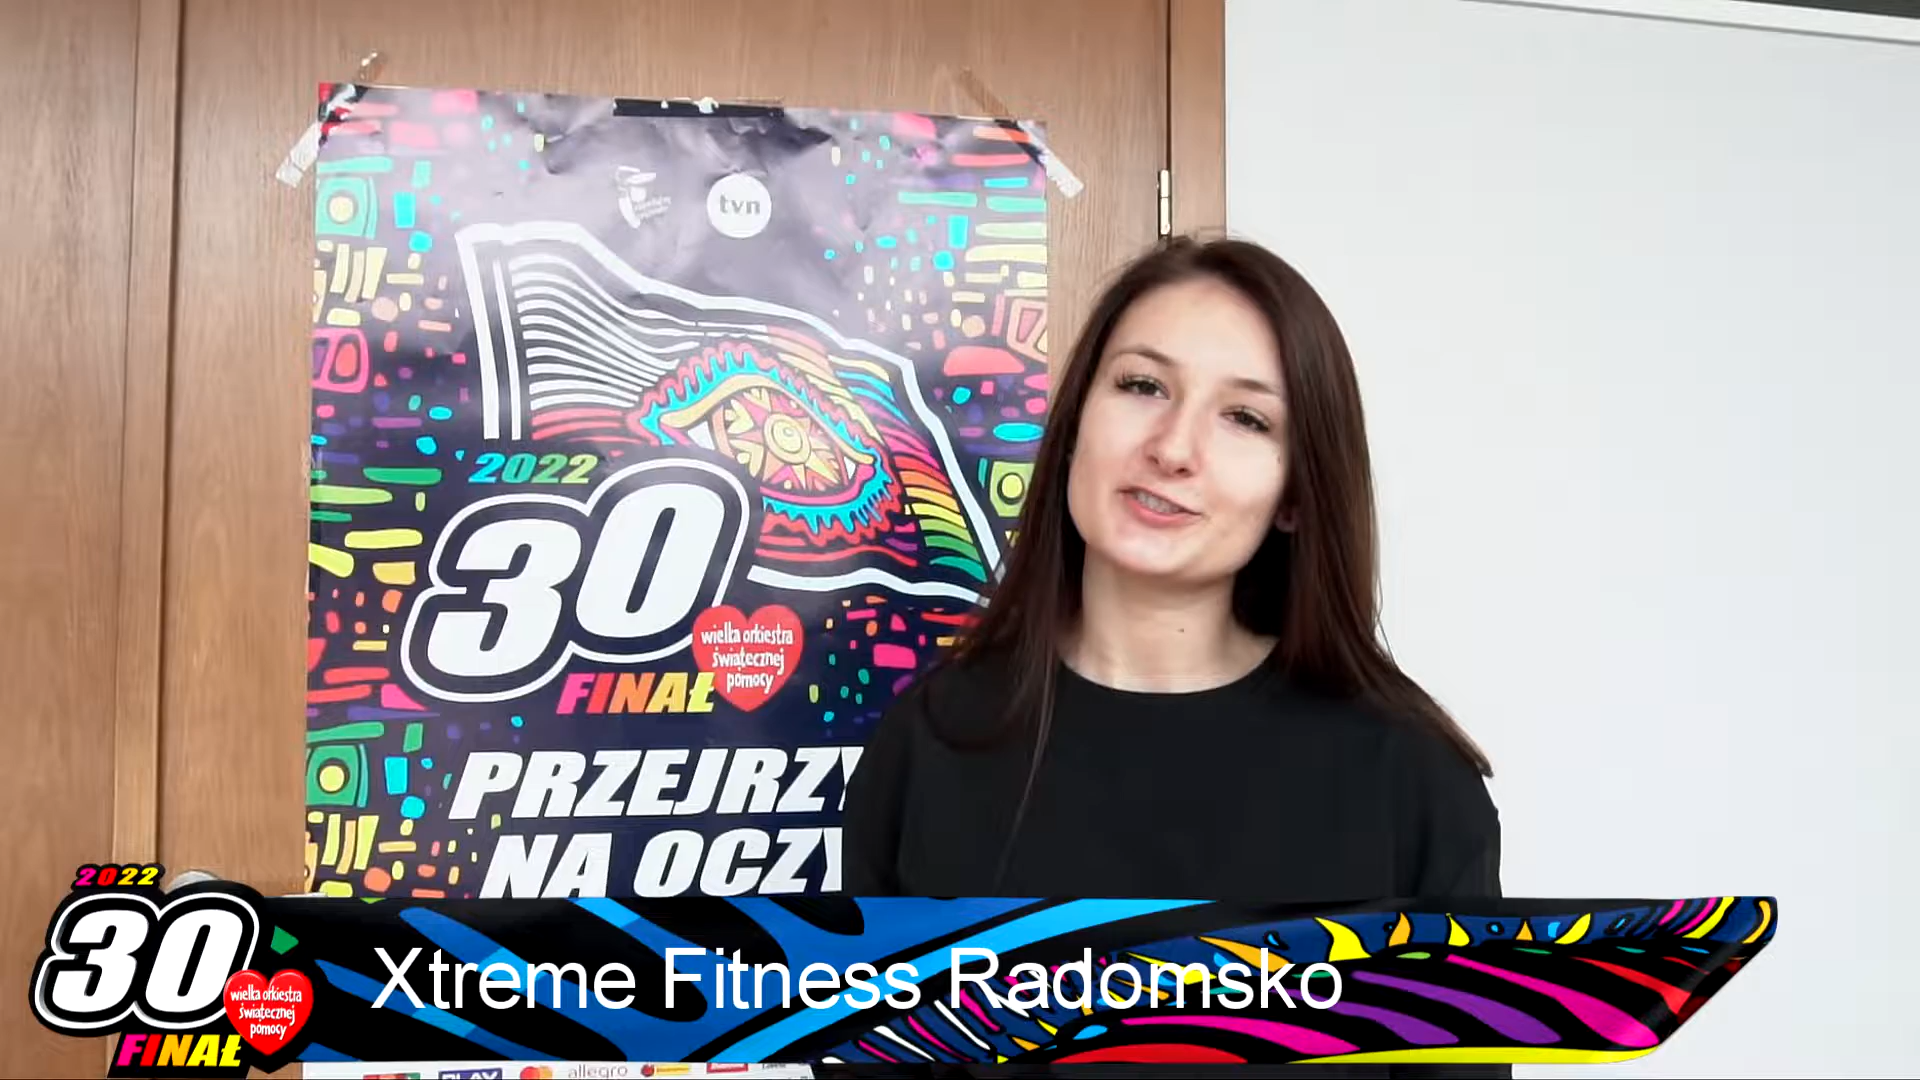 tvn
2022
30
wielka orkiestra
świątecznej
pomocy
FINAŁ
PRZEJRZY
NA OCZY
2022
30
wielka orkiestra
świątecznej
pomocy
FINAŁ
Xtreme Fitness Radomsko
PLAY
allegro